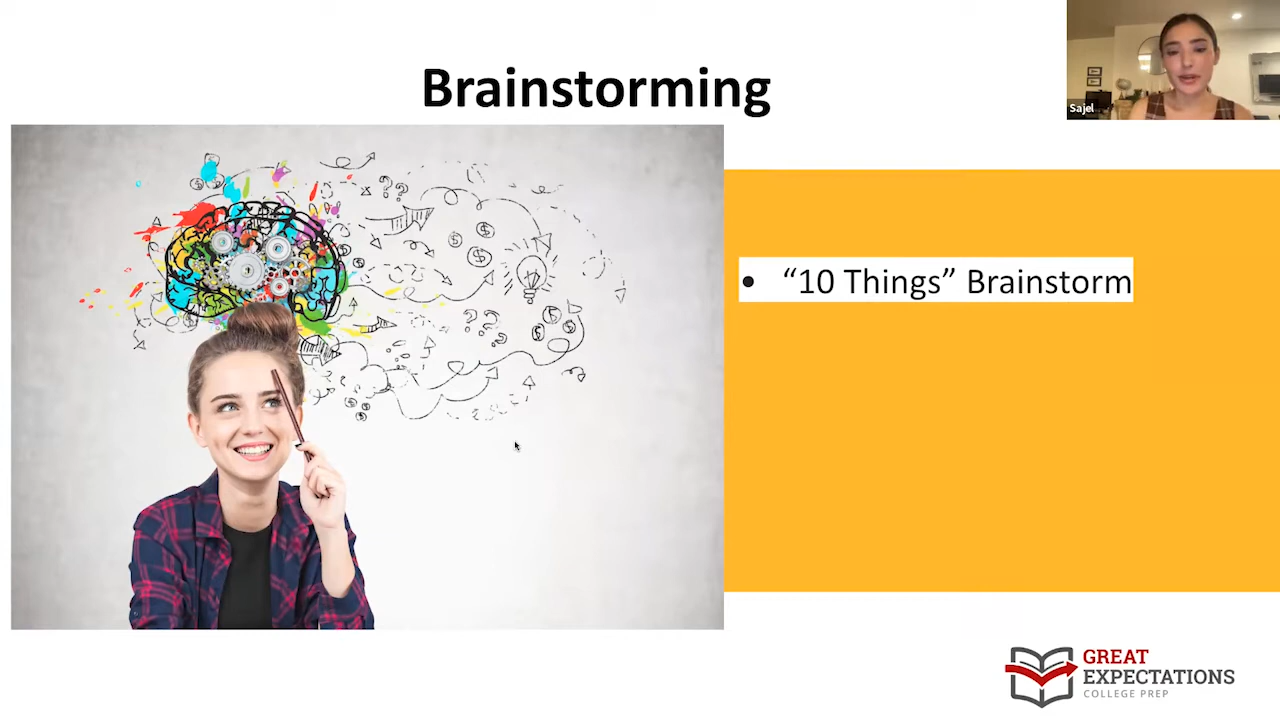 Brainstorming
Sajel
• “10 Things” Brainstorm
GREAT
EXPECTATIONS
COLLEGE PREP